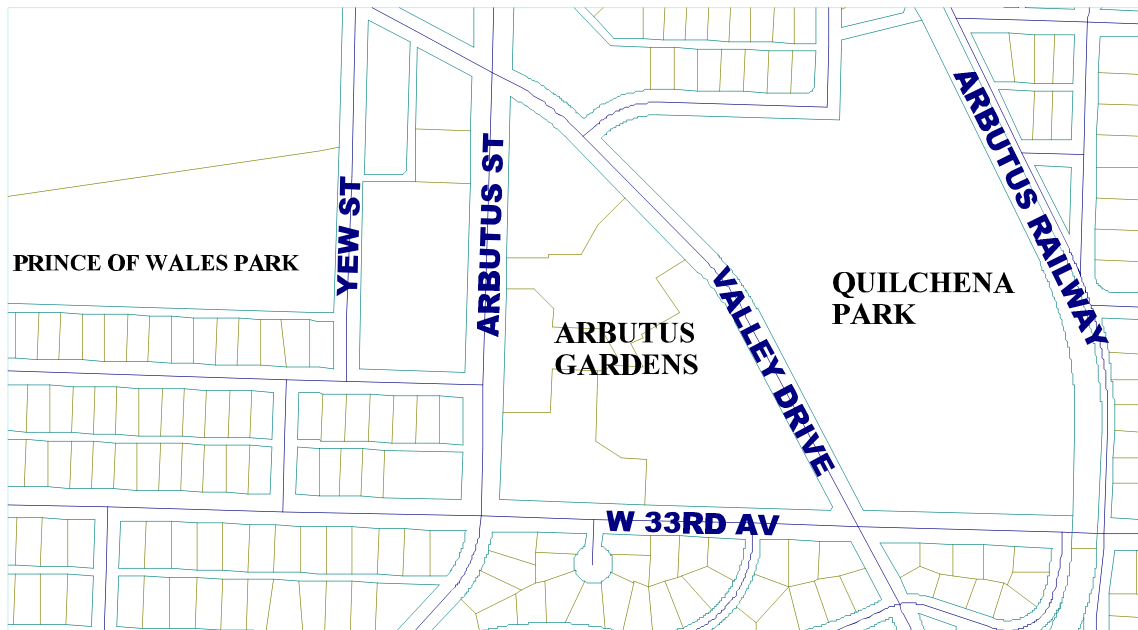 PRINCE OF WALES PARK
YEW ST
ARBUTUS ST
ARBUTUS
GARDENS
VALLEY DRIVE
QUILCHENA
PARK
ARBUTUS RAILWAY
W 33RD AV